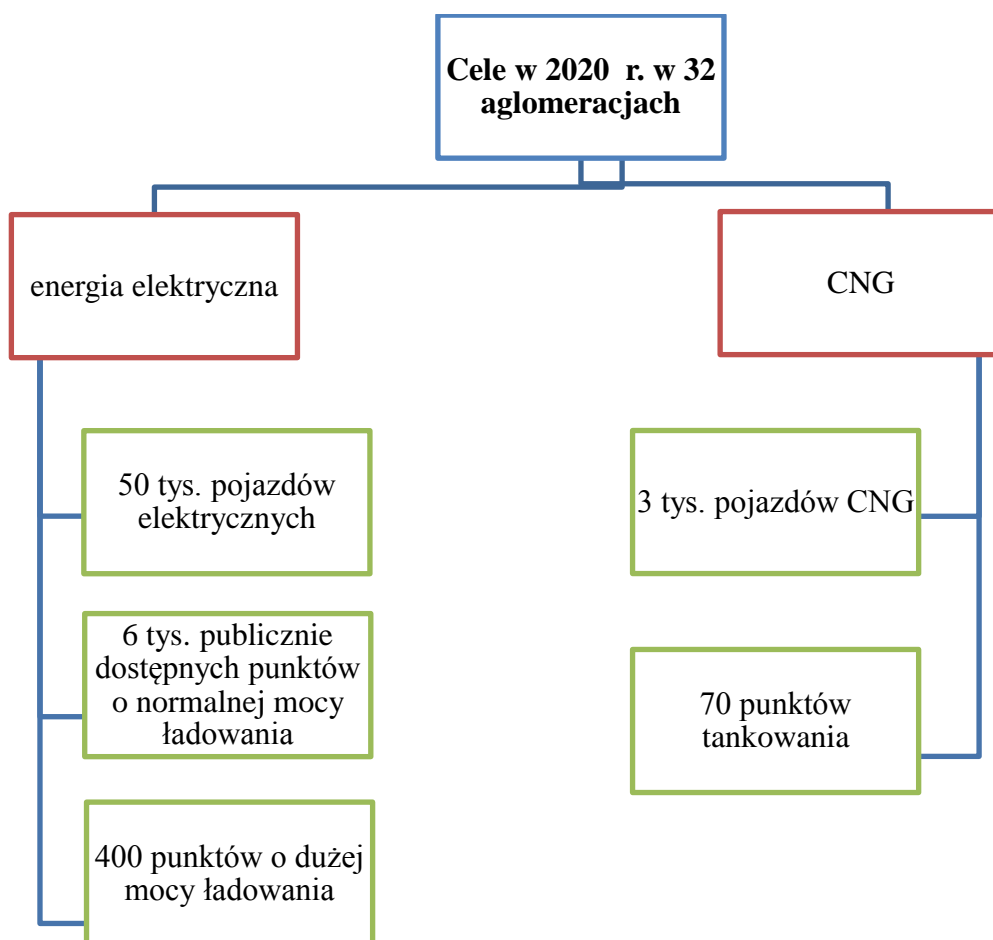 Cele w 2020 r. w 32
aglomeracjach
energia elektryczna
CNG
50 tys. pojazdów
elektrycznych
3 tys. pojazdów CNG
6 tys. publicznie
dostępnych punktów
o normalnej mocy
ładowania
70 punktów
tankowania
400 punktów o dużej
mocy ładowania